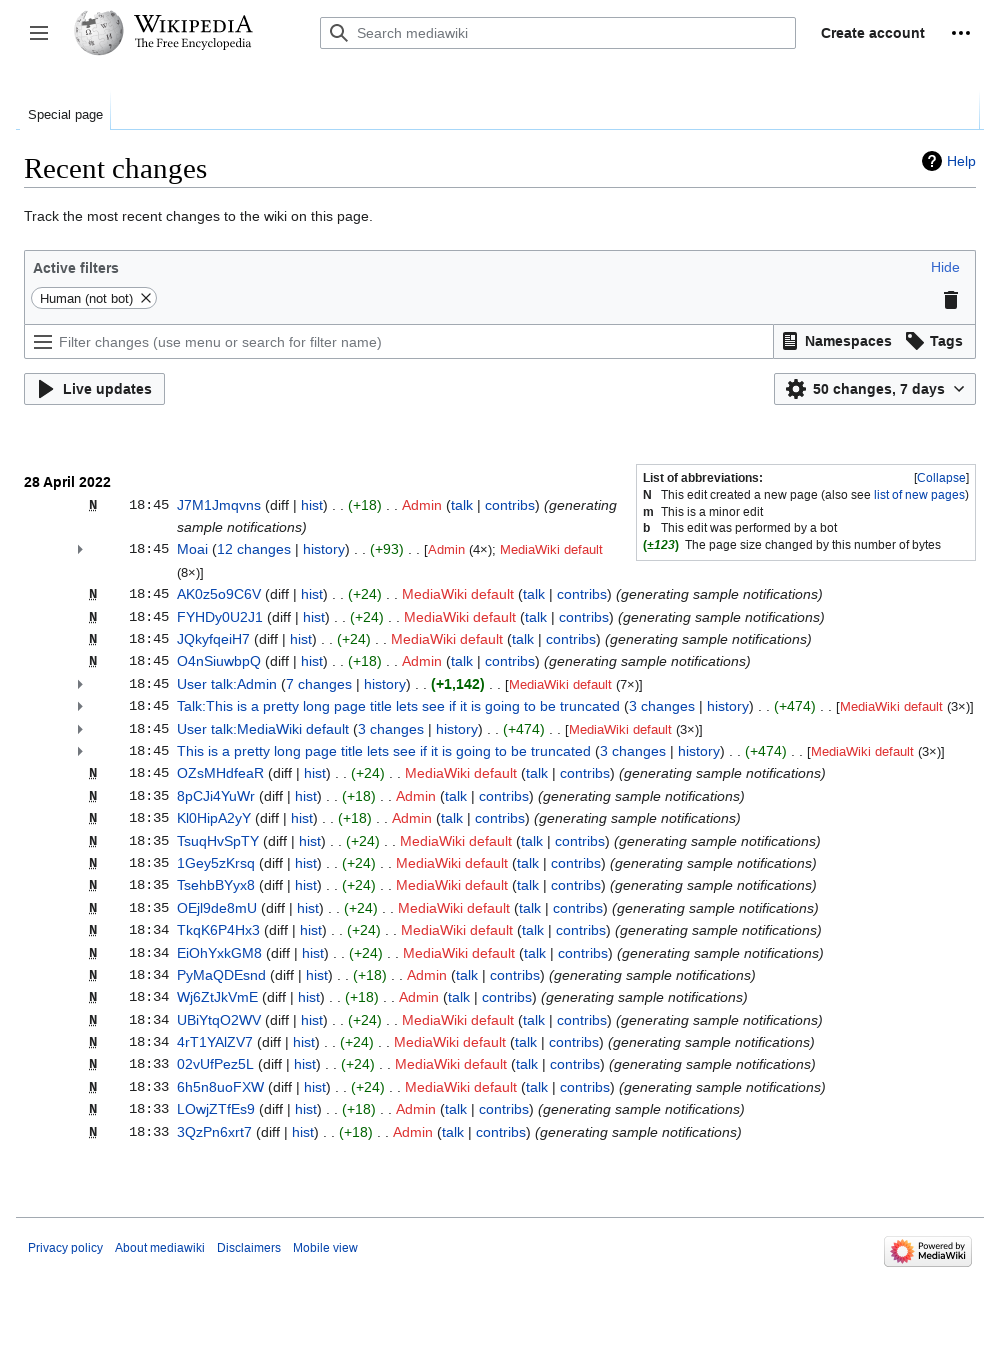 WIKIPEDIA
The Free Encyclopedia
Search mediawiki
Create account
Special page
Recent changes
Help
Track the most recent changes to the wiki on this page.
Active filters
Hide
Human (not bot)
Filter changes (use menu or search for filter name)
Namespaces
Tags
Live updates
50 changes, 7 days
List of abbreviations: [Collapse]
N This edit created a new page (also see list of new pages)
m This is a minor edit
b This edit was performed by a bot
(±123) The page size changed by this number of bytes
28 April 2022
N 18:45 J7M1Jmqvns (diff | hist) . . (+18) . . Admin (talk | contribs) (generating
sample notifications)
18:45 Moai (12 changes | history) . . (+93) . . [Admin (4×); MediaWiki default
(8×)]
N 18:45 AK0z5o9C6V (diff | hist) . . (+24) . . MediaWiki default (talk | contribs) (generating sample notifications)
N 18:45 FYHDy0U2J1 (diff | hist) . . (+24) . . MediaWiki default (talk | contribs) (generating sample notifications)
N 18:45 JQkyfqeiH7 (diff | hist) . . (+24) . . MediaWiki default (talk | contribs) (generating sample notifications)
N 18:45 O4nSiuwbpQ (diff | hist) . . (+18) . . Admin (talk | contribs) (generating sample notifications)
18:45 User talk:Admin (7 changes | history) . . (+1,142) . . [MediaWiki default (7×)]
18:45 Talk:This is a pretty long page title lets see if it is going to be truncated (3 changes | history) . . (+474) . . [MediaWiki default (3×)]
18:45 User talk:MediaWiki default (3 changes | history) . . (+474) . . [MediaWiki default (3×)]
18:45 This is a pretty long page title lets see if it is going to be truncated (3 changes | history) . . (+474) . . [MediaWiki default (3×)]
N 18:45 OZsMHdfeaR (diff | hist) . . (+24) . . MediaWiki default (talk | contribs) (generating sample notifications)
N 18:35 8pCJi4YuWr (diff | hist) . . (+18) . . Admin (talk | contribs) (generating sample notifications)
N 18:35 Kl0HipA2yY (diff | hist) . . (+18) . . Admin (talk | contribs) (generating sample notifications)
N 18:35 TsuqHvSpTY (diff | hist) . . (+24) . . MediaWiki default (talk | contribs) (generating sample notifications)
N 18:35 1Gey5zKrsq (diff | hist) . . (+24) . . MediaWiki default (talk | contribs) (generating sample notifications)
N 18:35 TsehbBYyx8 (diff | hist) . . (+24) . . MediaWiki default (talk | contribs) (generating sample notifications)
N 18:35 OEjl9de8mU (diff | hist) . . (+24) . . MediaWiki default (talk | contribs) (generating sample notifications)
N 18:34 TkqK6P4Hx3 (diff | hist) . . (+24) . . MediaWiki default (talk | contribs) (generating sample notifications)
N 18:34 EiOhYxkGM8 (diff | hist) . . (+24) . . MediaWiki default (talk | contribs) (generating sample notifications)
N 18:34 PyMaQDEsnd (diff | hist) . . (+18) . . Admin (talk | contribs) (generating sample notifications)
N 18:34 Wj6ZtJkVmE (diff | hist) . . (+18) . . Admin (talk | contribs) (generating sample notifications)
N 18:34 UBiYtqO2WV (diff | hist) . . (+24) . . MediaWiki default (talk | contribs) (generating sample notifications)
N 18:34 4rT1YAlZV7 (diff | hist) . . (+24) . . MediaWiki default (talk | contribs) (generating sample notifications)
N 18:33 02vUfPez5L (diff | hist) . . (+24) . . MediaWiki default (talk | contribs) (generating sample notifications)
N 18:33 6h5n8uoFXW (diff | hist) . . (+24) . . MediaWiki default (talk | contribs) (generating sample notifications)
N 18:33 LOwjZTfEs9 (diff | hist) . . (+18) . . Admin (talk | contribs) (generating sample notifications)
N 18:33 3QzPn6xrt7 (diff | hist) . . (+18) . . Admin (talk | contribs) (generating sample notifications)
Privacy policy About mediawiki Disclaimers Mobile view
Powered by
MediaWiki